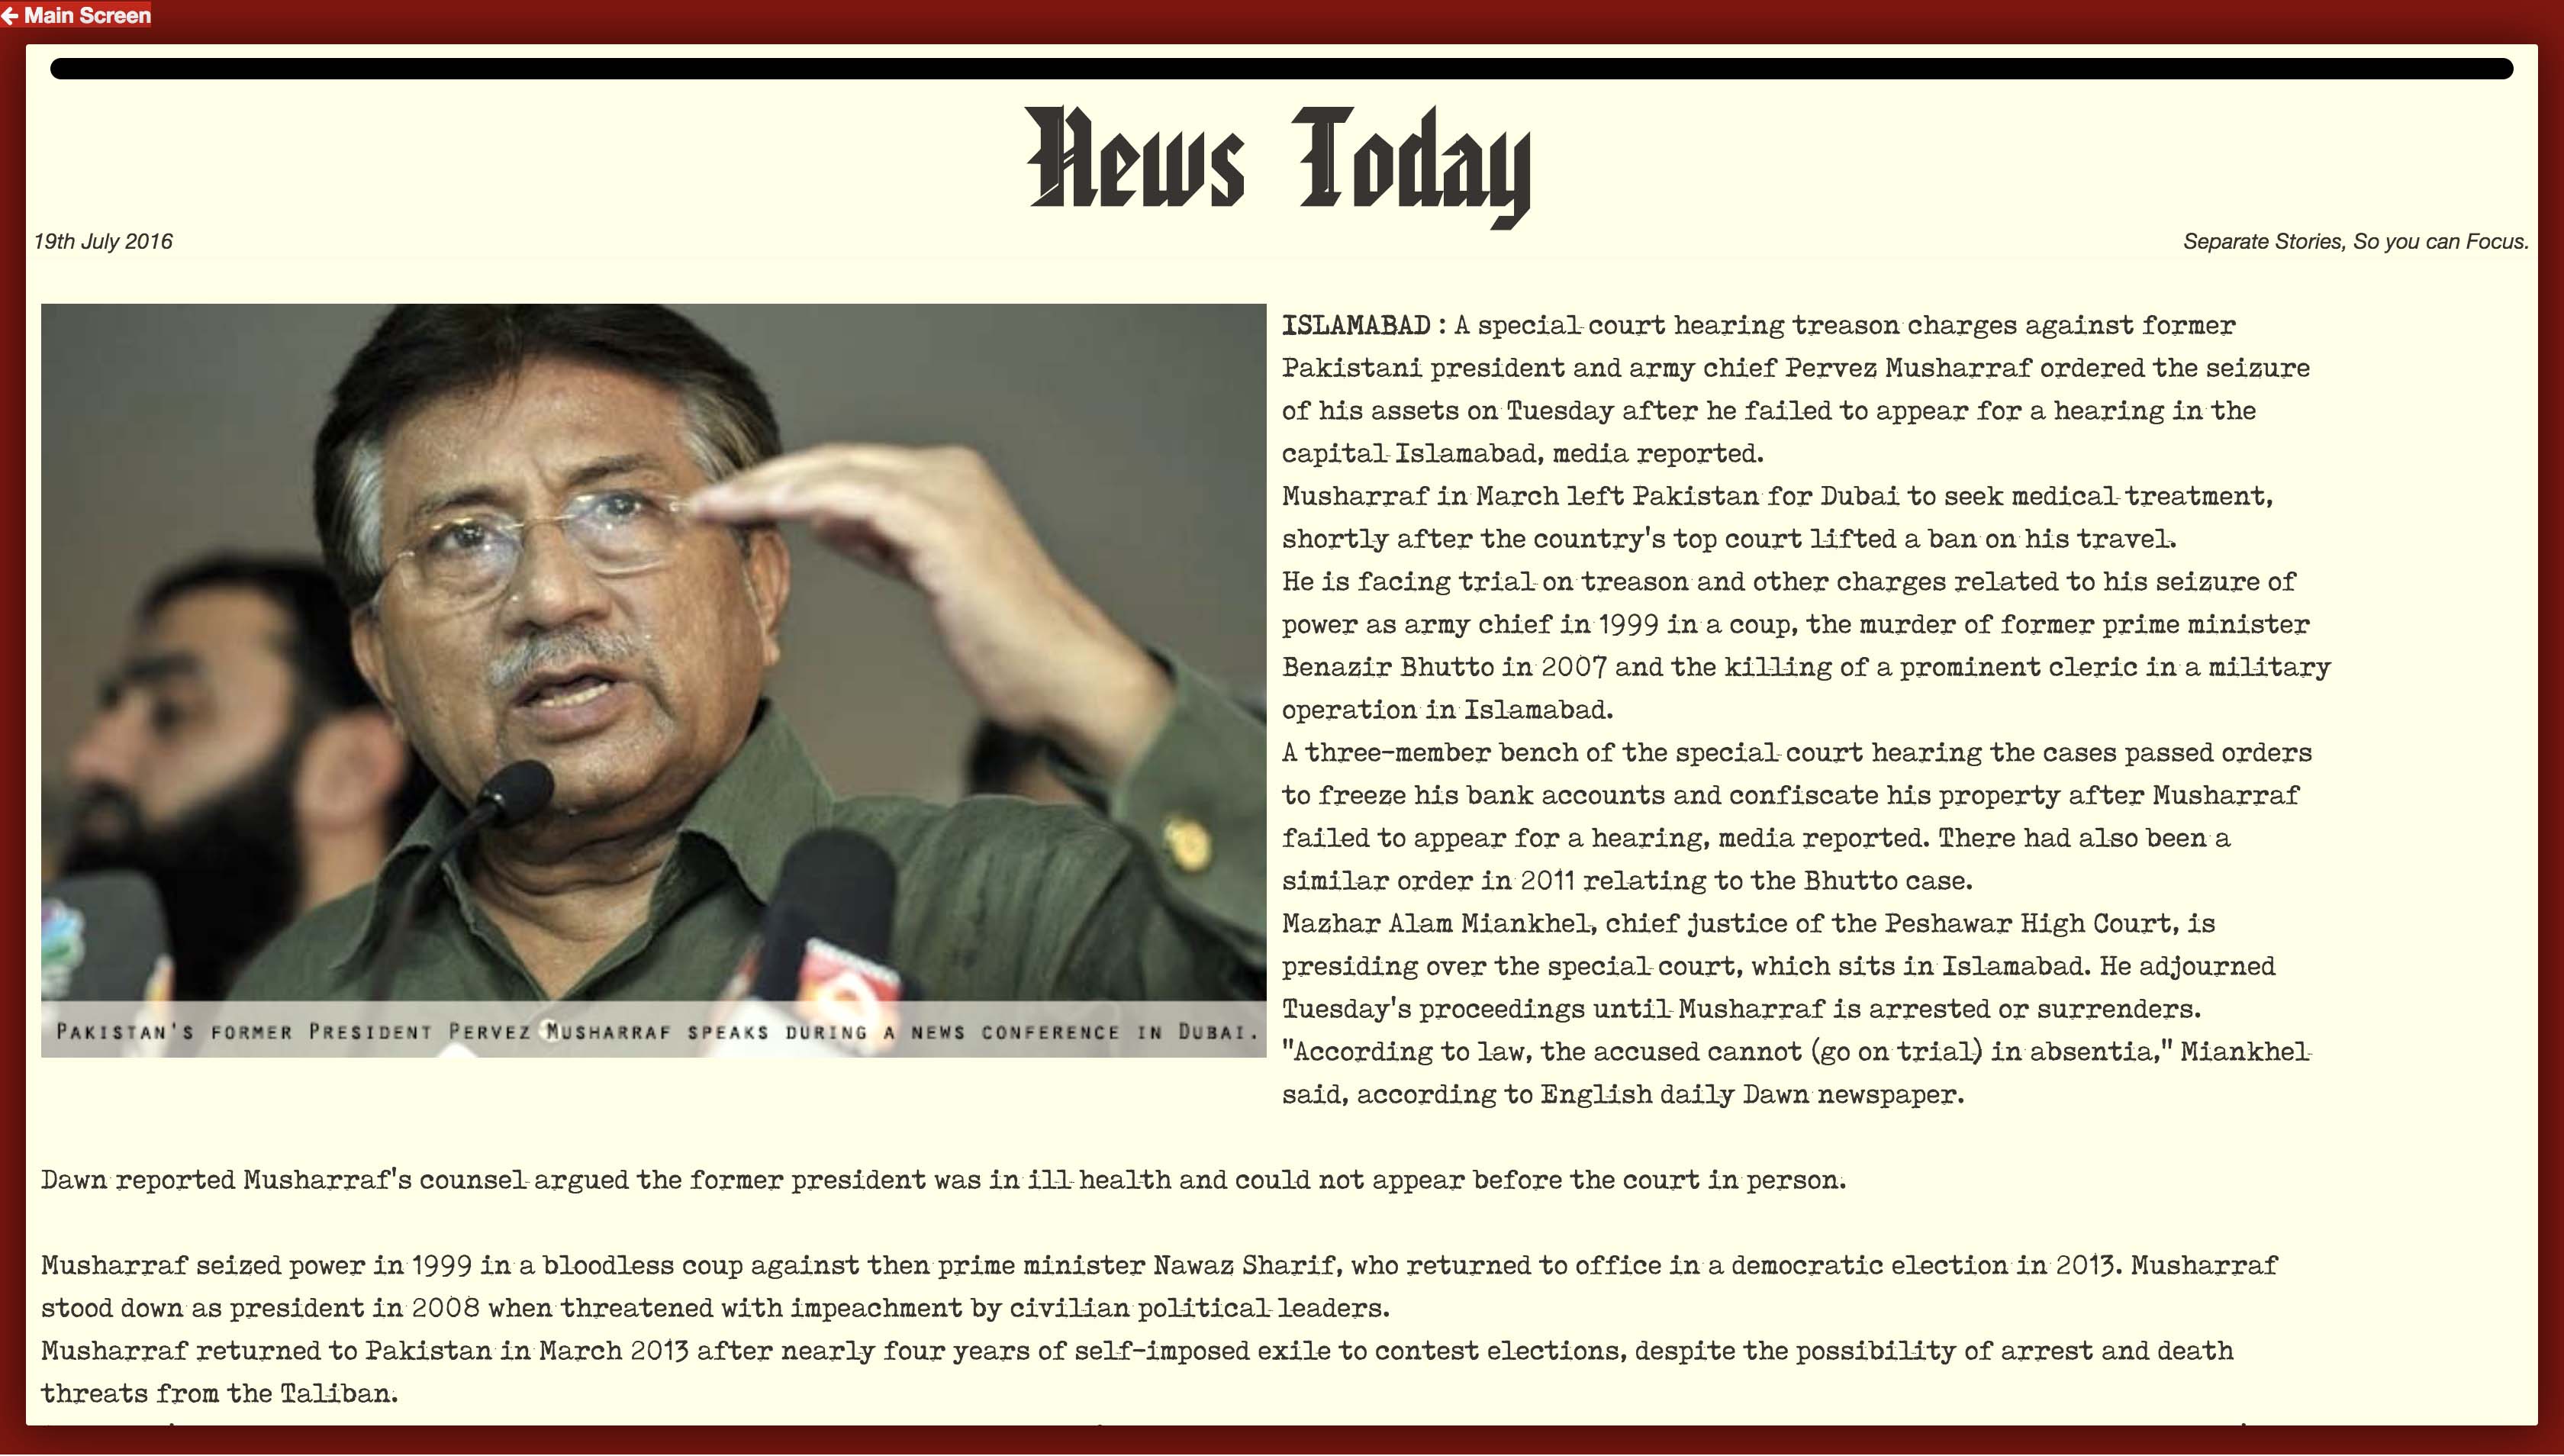 Main Screen
News Today
19th July 2016
Separate Stories, So you can Focus.
ISLAMABAD : A special court hearing treason charges against former
Pakistani president and army chief Pervez Musharraf ordered the seizure
of his assets on Tuesday after he failed to appear for a hearing in the
capital Islamabad, media reported.
Musharraf in March left Pakistan for Dubai to seek medical treatment,
shortly after the country's top court lifted a ban on his travel.
He is facing trial on treason and other charges related to his seizure of
power as army chief in 1999 in a coup, the murder of former prime minister
Benazir Bhutto in 2007 and the killing of a prominent cleric in a military
operation in Islamabad.
A three-member bench of the special court hearing the cases passed orders
to freeze his bank accounts and confiscate his property after Musharraf
failed to appear for a hearing, media reported. There had also been a
similar order in 2011 relating to the Bhutto case.
Mazhar Alam Miankhel, chief justice of the Peshawar High Court, is
presiding over the special court, which sits in Islamabad. He adjourned
Tuesday's proceedings until Musharraf is arrested or surrenders.
"According to law, the accused cannot (go on trial) in absentia," Miankhel
said, according to English daily Dawn newspaper.
Pakistan's former President Pervez Musharraf speaks during a news conference in Dubai.
Dawn reported Musharraf's counsel argued the former president was in ill health and could not appear before the court in person.
Musharraf seized power in 1999 in a bloodless coup against then prime minister Nawaz Sharif, who returned to office in a democratic election in 2013. Musharraf
stood down as president in 2008 when threatened with impeachment by civilian political leaders.
Musharraf returned to Pakistan in March 2013 after nearly four years of self-imposed exile to contest elections, despite the possibility of arrest and death
threats from the Taliban.